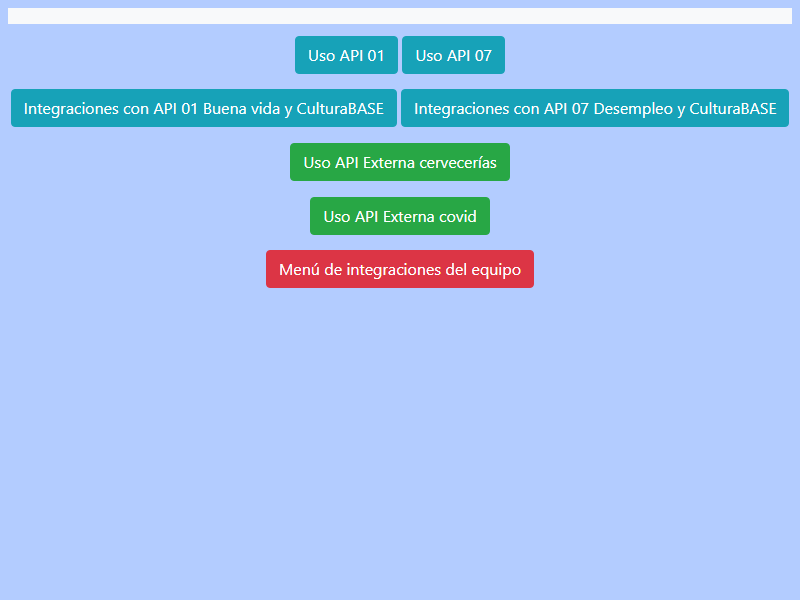 Uso API 01 Uso API 07
Integraciones con API 01 Buena vida y CulturaBASE Integraciones con API 07 Desempleo y CulturaBASE
Uso API Externa cervecerías
Uso API Externa covid
Menú de integraciones del equipo